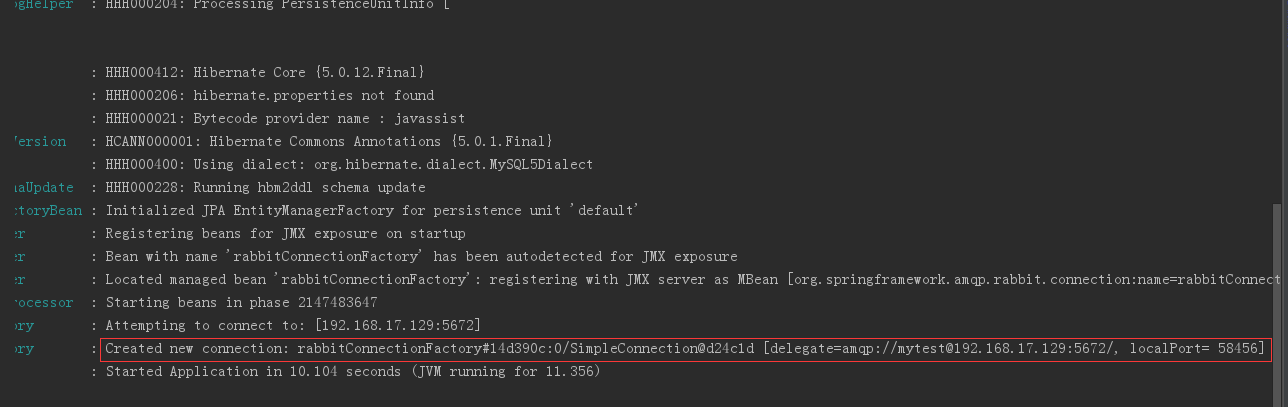 ogHelper : HHH000204: Processing PersistenceUnitInfo [
: HHH000412: Hibernate Core {5.0.12.Final}
: HHH000206: hibernate.properties not found
: HHH000021: Bytecode provider name : javassist
Version : HCANN000001: Hibernate Commons Annotations {5.0.1.Final}
: HHH000400: Using dialect: org.hibernate.dialect.MySQL5Dialect
naUpdate : HHH000228: Running hbm2ddl schema update
ctoryBean : Initialized JPA EntityManagerFactory for persistence unit 'default'
er : Registering beans for JMX exposure on startup
er : Bean with name 'rabbitConnectionFactory' has been autodetected for JMX exposure
er : Located managed bean 'rabbitConnectionFactory': registering with JMX server as MBean [org.springframework.amqp.rabbit.connection:name=rabbitConnect
rocessor : Starting beans in phase 2147483647
ory : Attempting to connect to: [192.168.17.129:5672]
ory : Created new connection: rabbitConnectionFactory#14d390c:0/SimpleConnection@d24c1d [delegate=amqp://mytest@192.168.17.129:5672/, localPort= 58456]
: Started Application in 10.104 seconds (JVM running for 11.356)